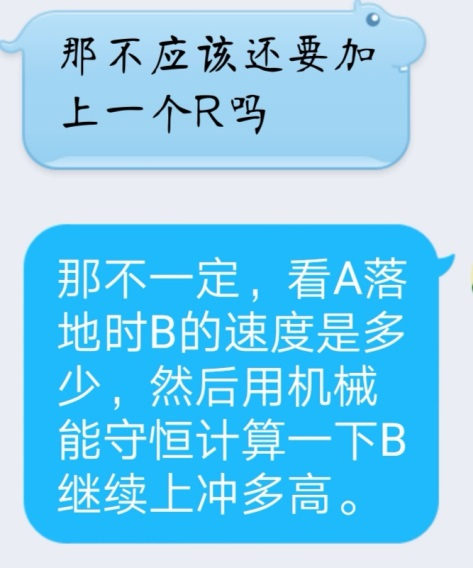 那不应该还要加
上一个R吗
那不一定，看A落
地时B的速度是多
少，然后用机械
能守恒计算一下B
继续上冲多高。